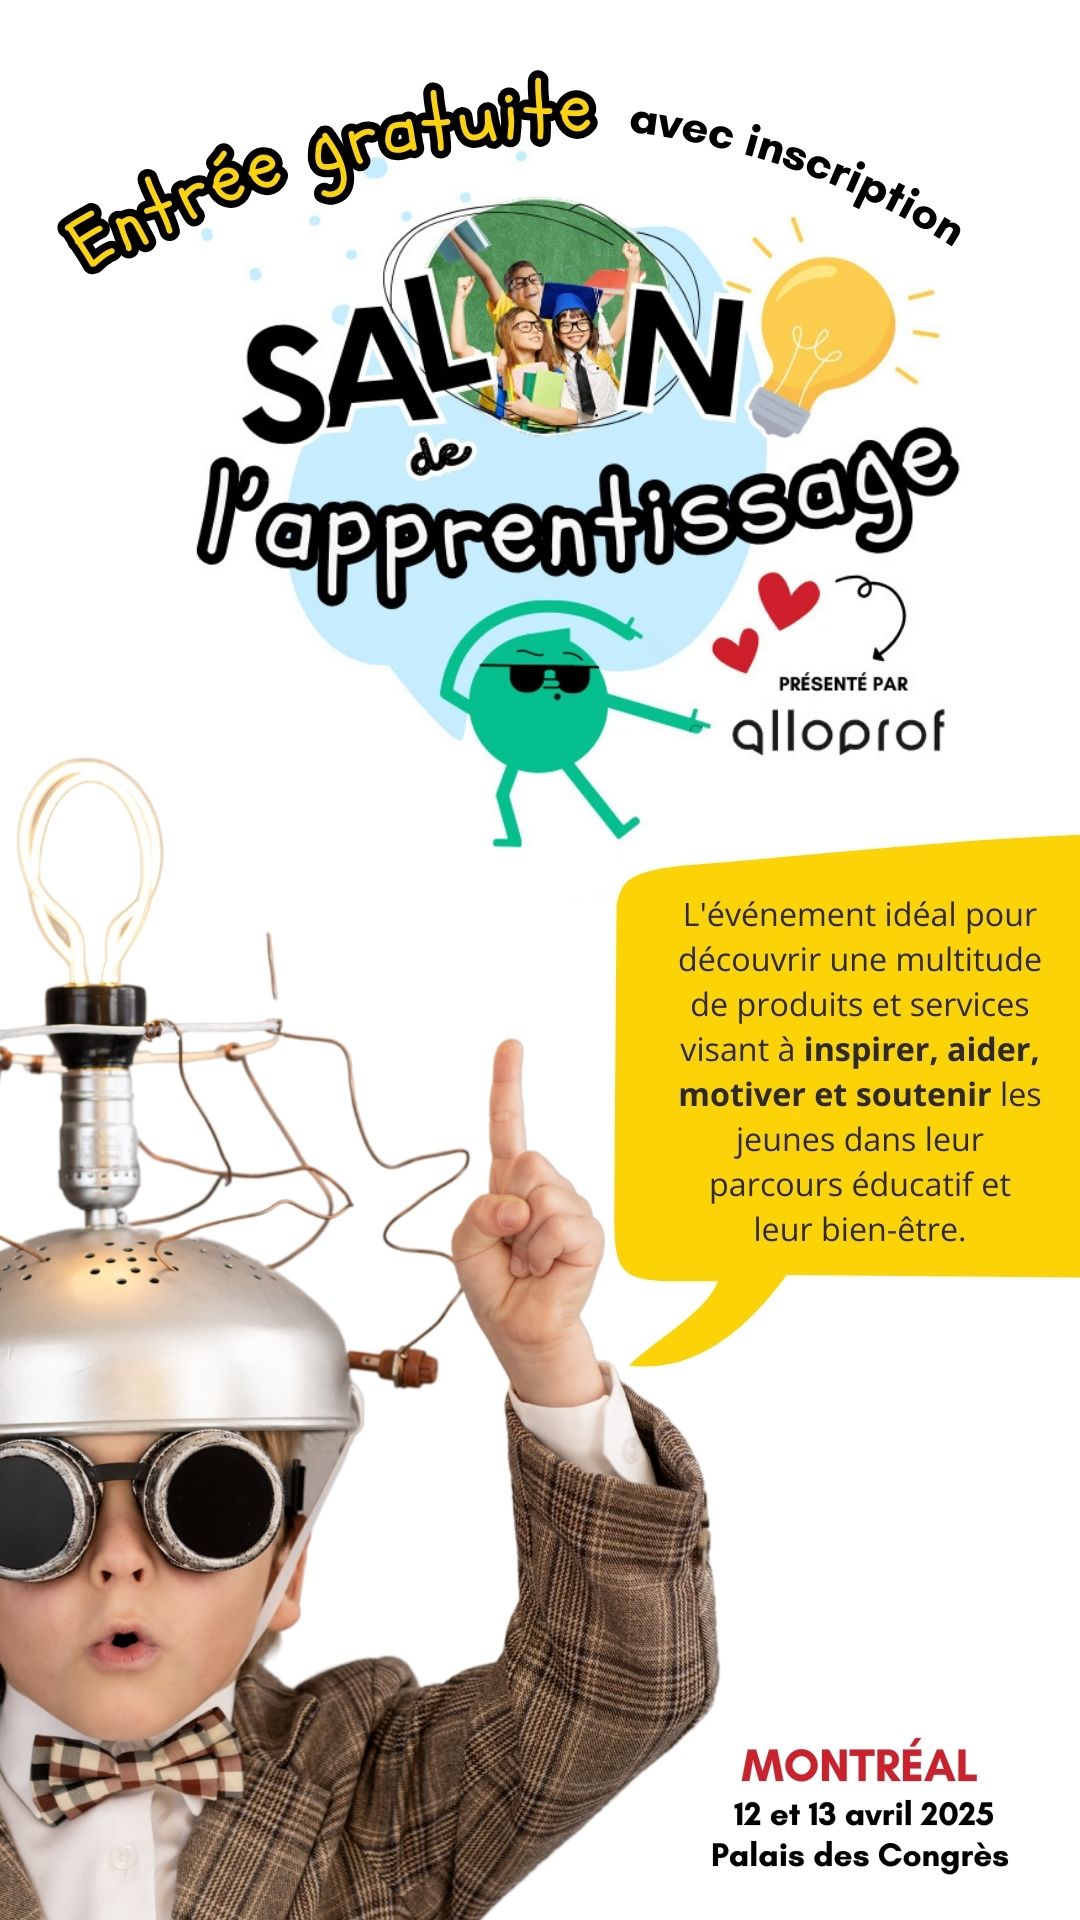 Entrée gratuite avec inscription
SALON
de
l'apprentissage
PRÉSENTÉ PAR
alloprof
L'événement idéal pour
découvrir une multitude
de produits et services
visant à inspirer, aider,
motiver et soutenir les
jeunes dans leur
parcours éducatif et
leur bien-être.
MONTRÉAL
12 et 13 avril 2025
Palais des Congrès